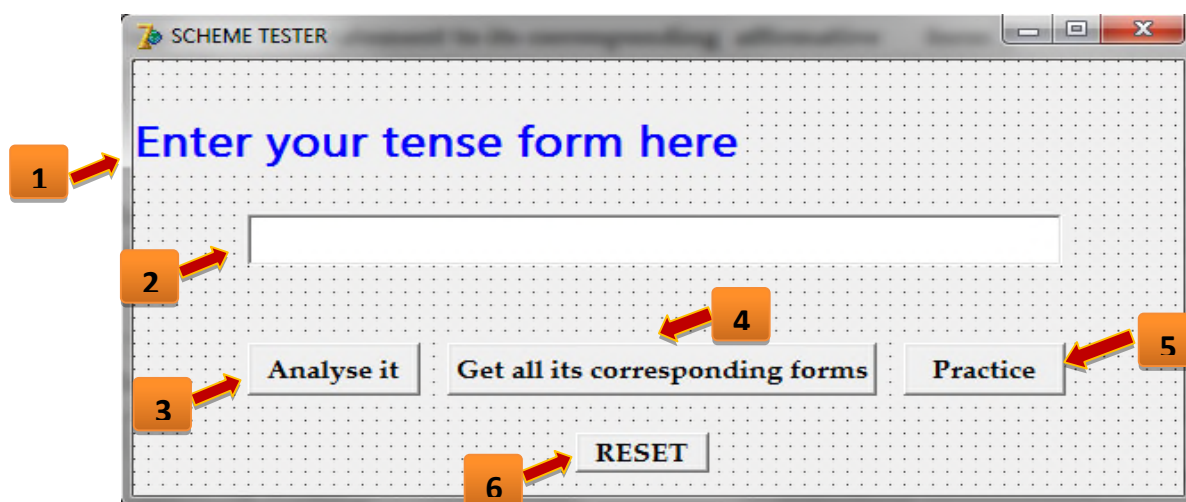 SCHEME TESTER
Enter your tense form here
1
2
4
5
Analyse it Get all its corresponding forms Practice
3
RESET
6